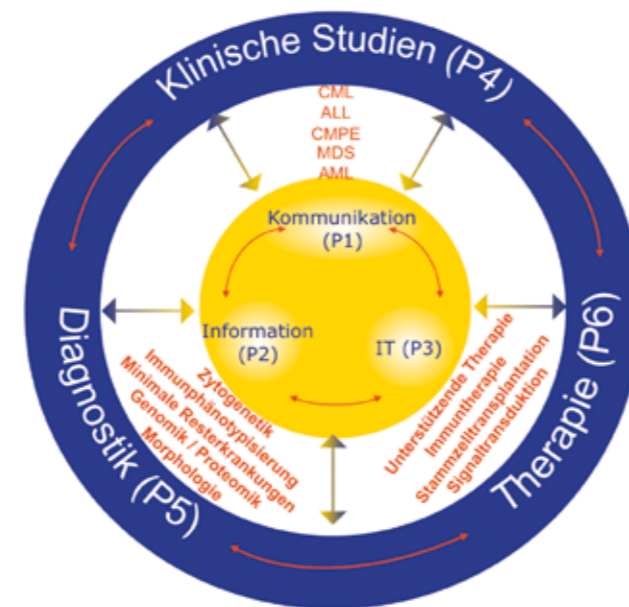 Klinische Studien (P4)
CML
ALL
CMPE
MDS
AML
Kommunikation
(P1)
Information
(P2)
IT (P3)
Diagnostik (P5)
Zytogenetik
Immunphänotypisierung
Minimale Resterkrankungen
Genomik / Proteomik
Morphologie
Unterstützende Therapie
Immuntherapie
Stammzelltransplantation
Signaltransduktion
Therapie (P6)